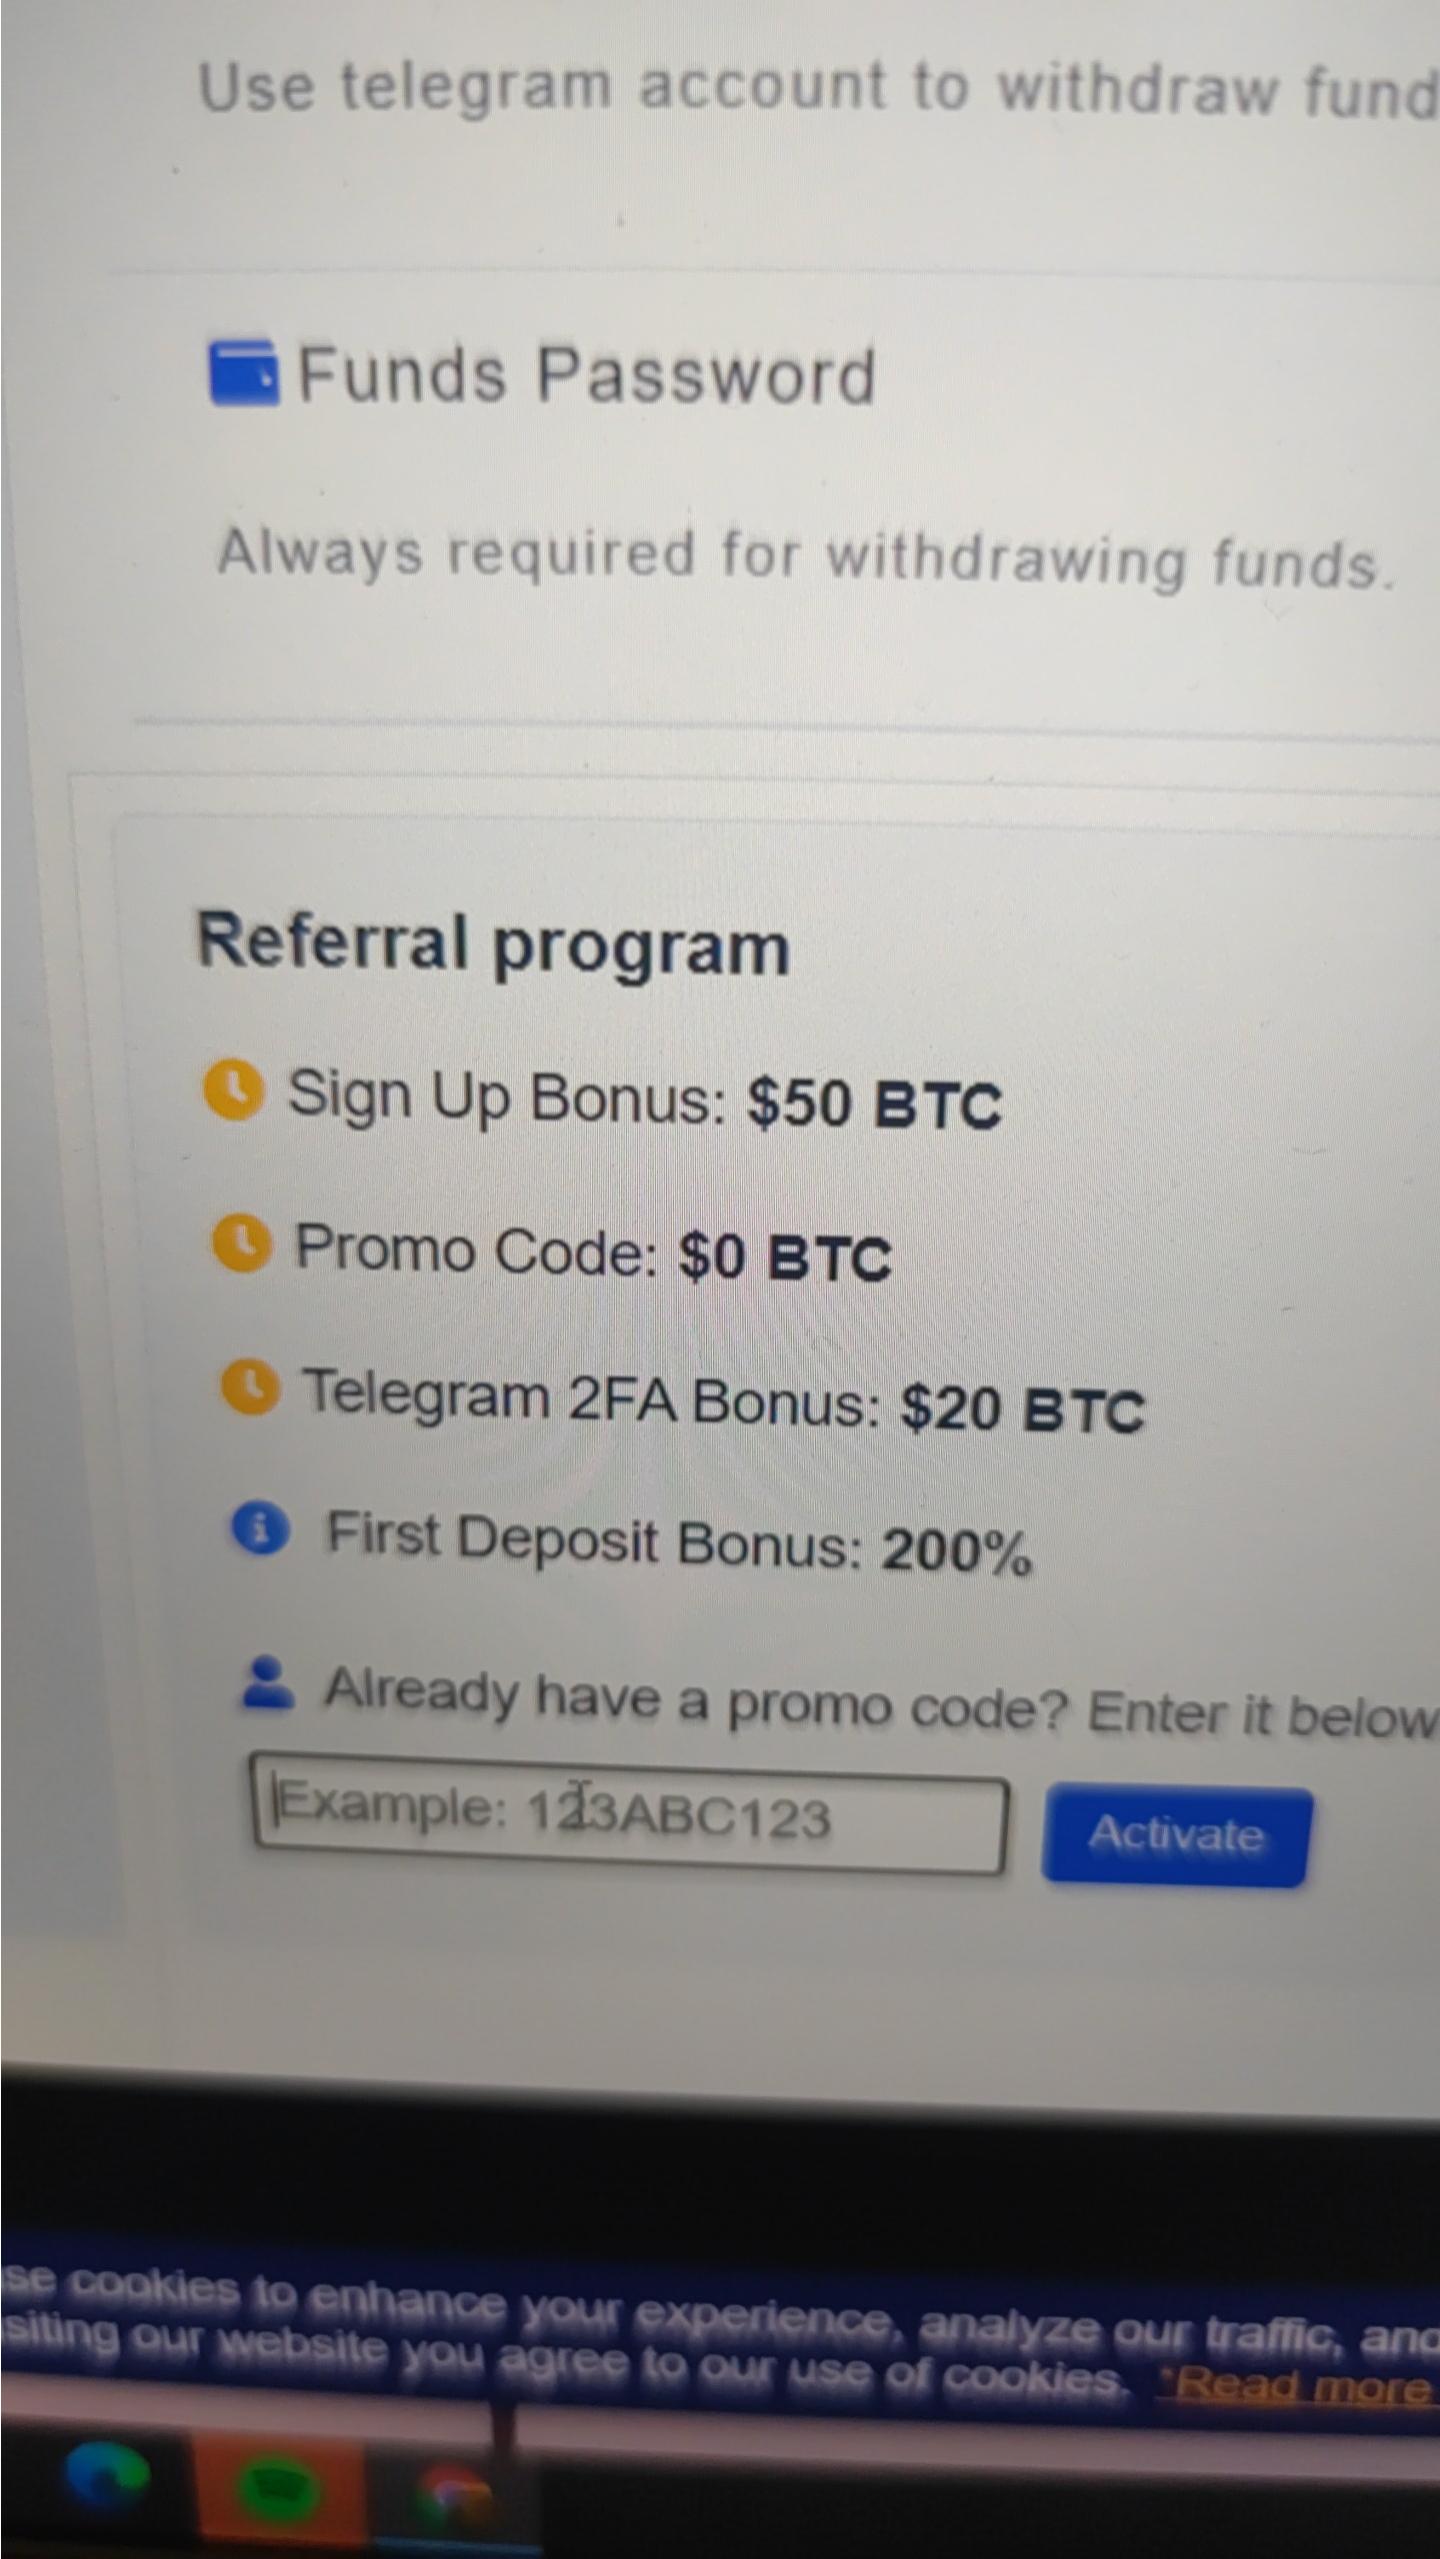 Use telegram account to withdraw fund
Funds Password
Always required for withdrawing funds.
Referral program
Sign Up Bonus: $50 BTC
Promo Code: $0 BTC
Telegram 2FA Bonus: $20 BTC
First Deposit Bonus: 200%
Already have a promo code? Enter it below
Example: 123ABC123
Activate
se cookies to enhance your experience, analyze our traffic, and
siting our website you agree to our use of cookies. *Read more